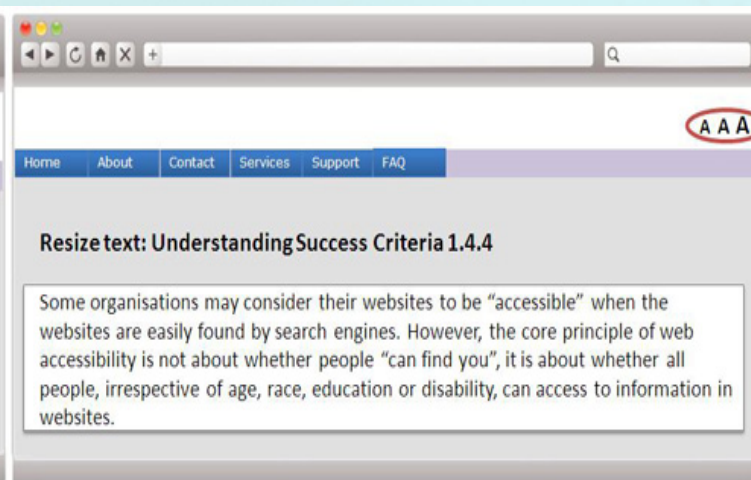 A A A
Home About Contact Services Support FAQ
Resize text: Understanding Success Criteria 1.4.4
Some organisations may consider their websites to be “accessible” when the
websites are easily found by search engines. However, the core principle of web
accessibility is not about whether people “can find you”, it is about whether all
people, irrespective of age, race, education or disability, can access to information in
websites.